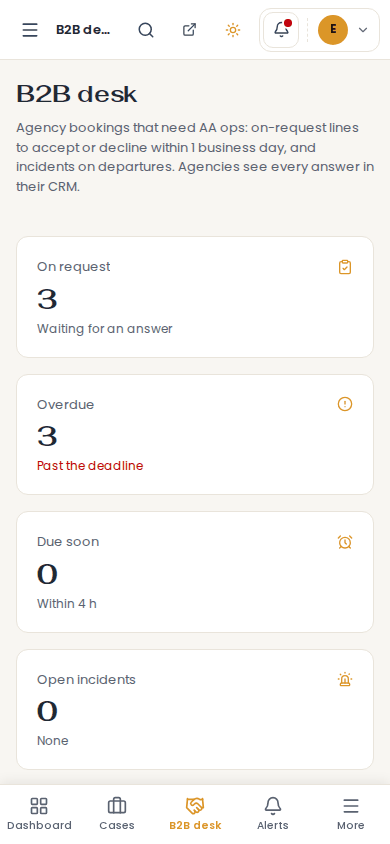 B2B de...
E
B2B desk
Agency bookings that need AA ops: on-request lines
to accept or decline within 1 business day, and
incidents on departures. Agencies see every answer in
their CRM.
On request
3
Waiting for an answer
Overdue
3
Past the deadline
Due soon
0
Within 4 h
Open incidents
0
None
Dashboard
Cases
B2B desk
Alerts
More